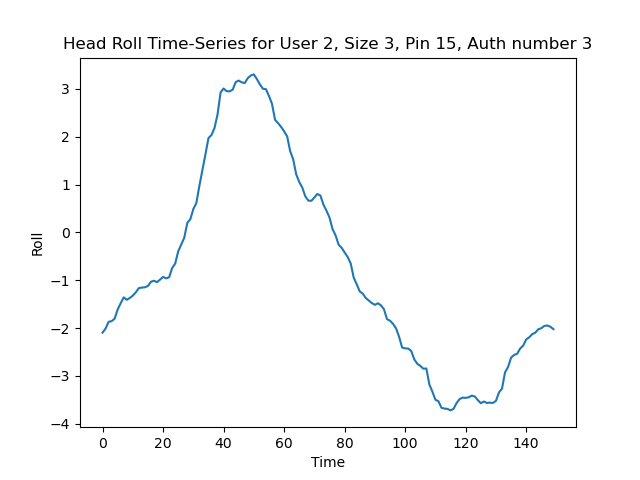 Head Roll Time-Series for User 2, Size 3, Pin 15, Auth number 3
3
2
1
0
−1
−2
−3
−4
Roll
0 20 40 60 80 100 120 140
Time